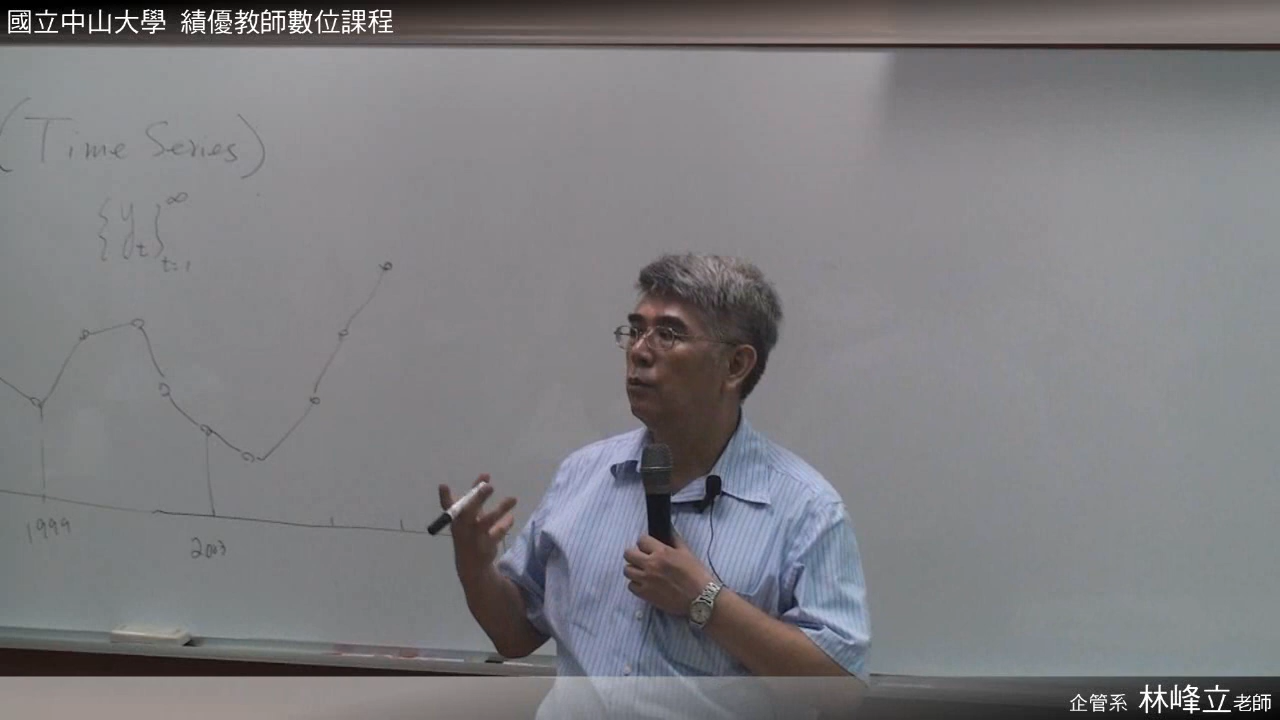 國立中山大學 績優教師數位課程
(Time Series)
{y_t}_{t=1}^∞
1999
2003
企管系 林峰立老師